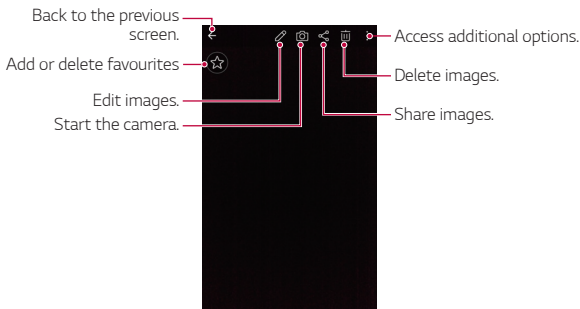 Back to the previous
screen.
Add or delete favourites
Edit images.
Start the camera.
Access additional options.
Delete images.
Share images.